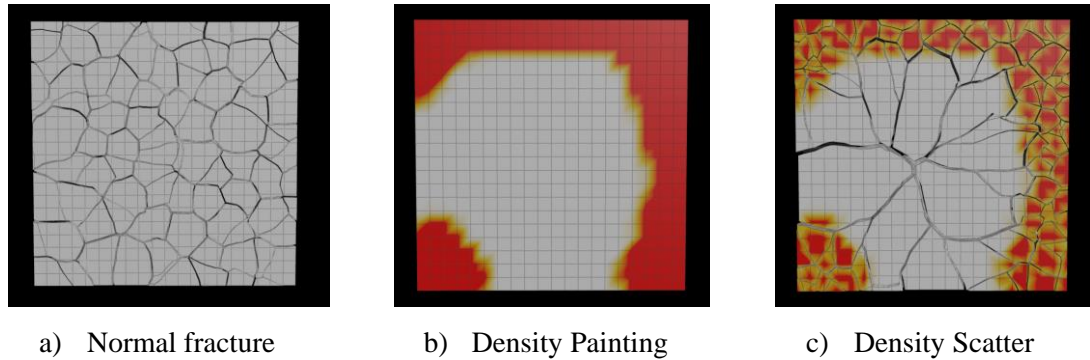 a) Normal fracture
b) Density Painting
c) Density Scatter